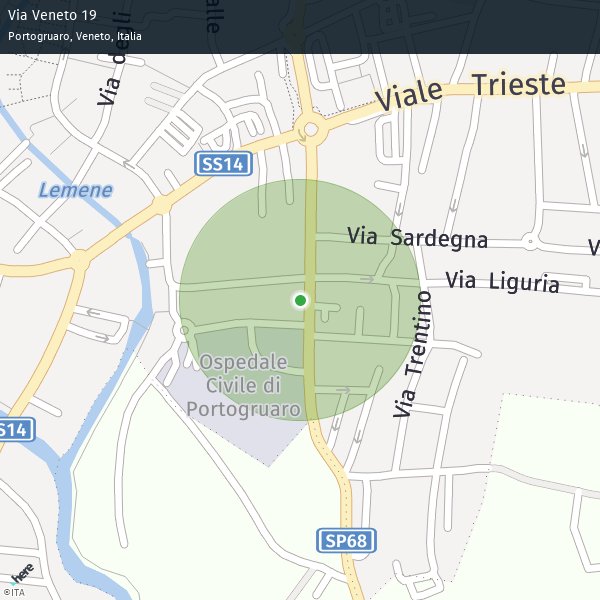 Via Veneto 19
Portogruaro, Veneto, Italia
Via degli
alle
Viale Trieste
SS14
Lemene
Via Sardegna
V
Via Liguria
Via Trentino
Ospedale
Civile di
Portogruaro
SS14
SP68
here
©ITA